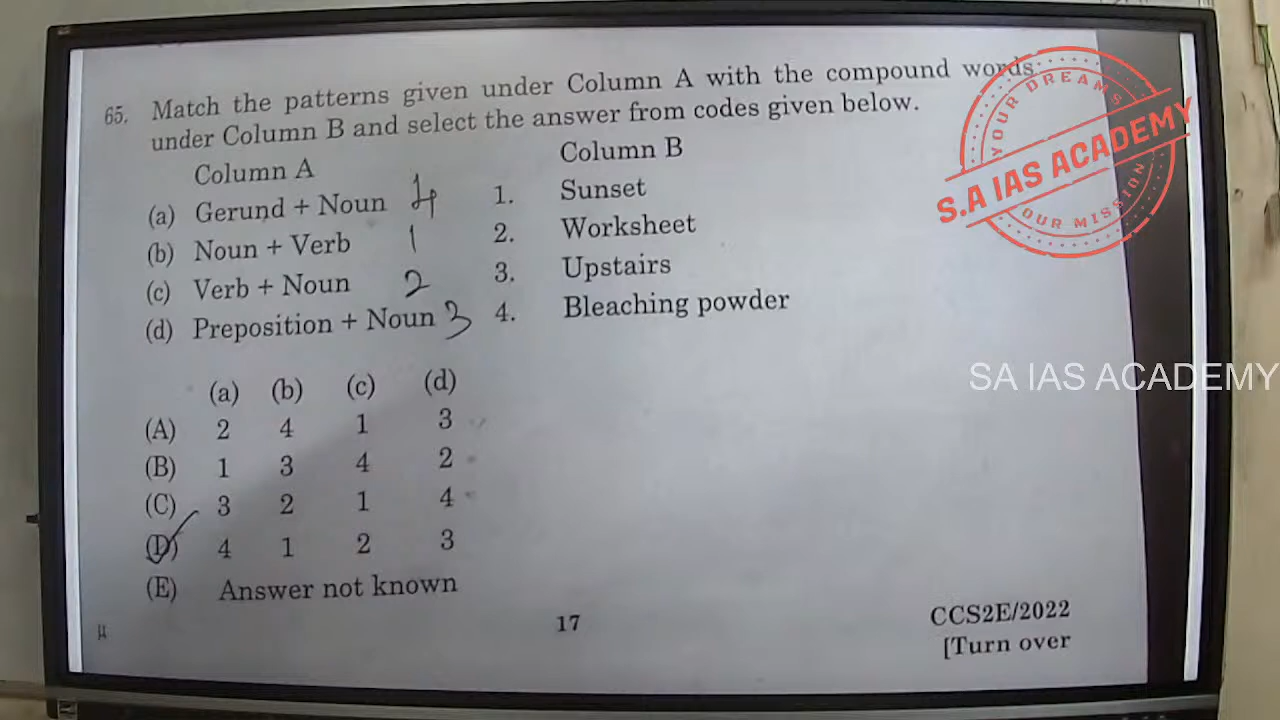 65. Match the patterns given under Column A with the compound words
under Column B and select the answer from codes given below.
Column A Column B
(a) Gerund + Noun 4 1. Sunset
(b) Noun + Verb 1 2. Worksheet
(c) Verb + Noun 2 3. Upstairs
(d) Preposition + Noun 3 4. Bleaching powder
(a) (b) (c) (d)
(A) 2 4 1 3
(B) 1 3 4 2
(C) 3 2 1 4
(D) 4 1 2 3
(E) Answer not known
µ 17 CCS2E/2022
[Turn over
YOUR DREAMS
S.A IAS ACADEMY
OUR MISSION
SA IAS ACADEMY